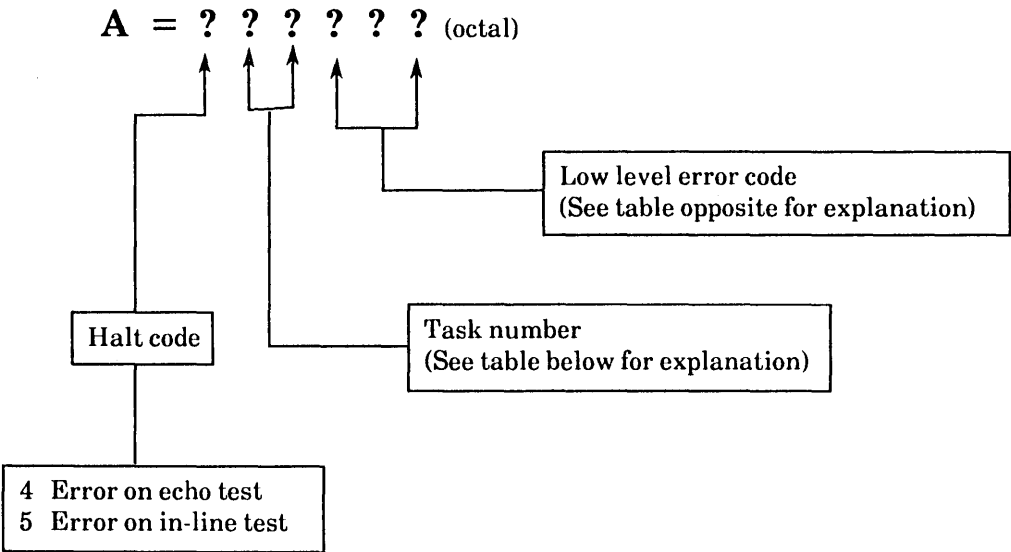 A = ? ? ? ? ? ? (octal)
Low level error code
(See table opposite for explanation)
Halt code
Task number
(See table below for explanation)
4 Error on echo test
5 Error on in-line test